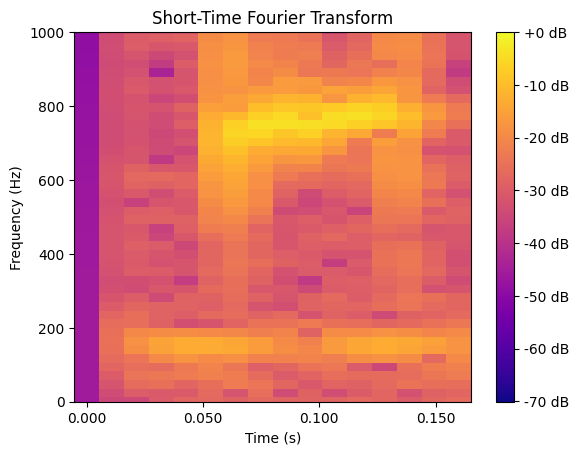 Short-Time Fourier Transform
1000
800
600
400
200
0
Frequency (Hz)
0.000
0.050
0.100
0.150
Time (s)
+0 dB
-10 dB
-20 dB
-30 dB
-40 dB
-50 dB
-60 dB
-70 dB